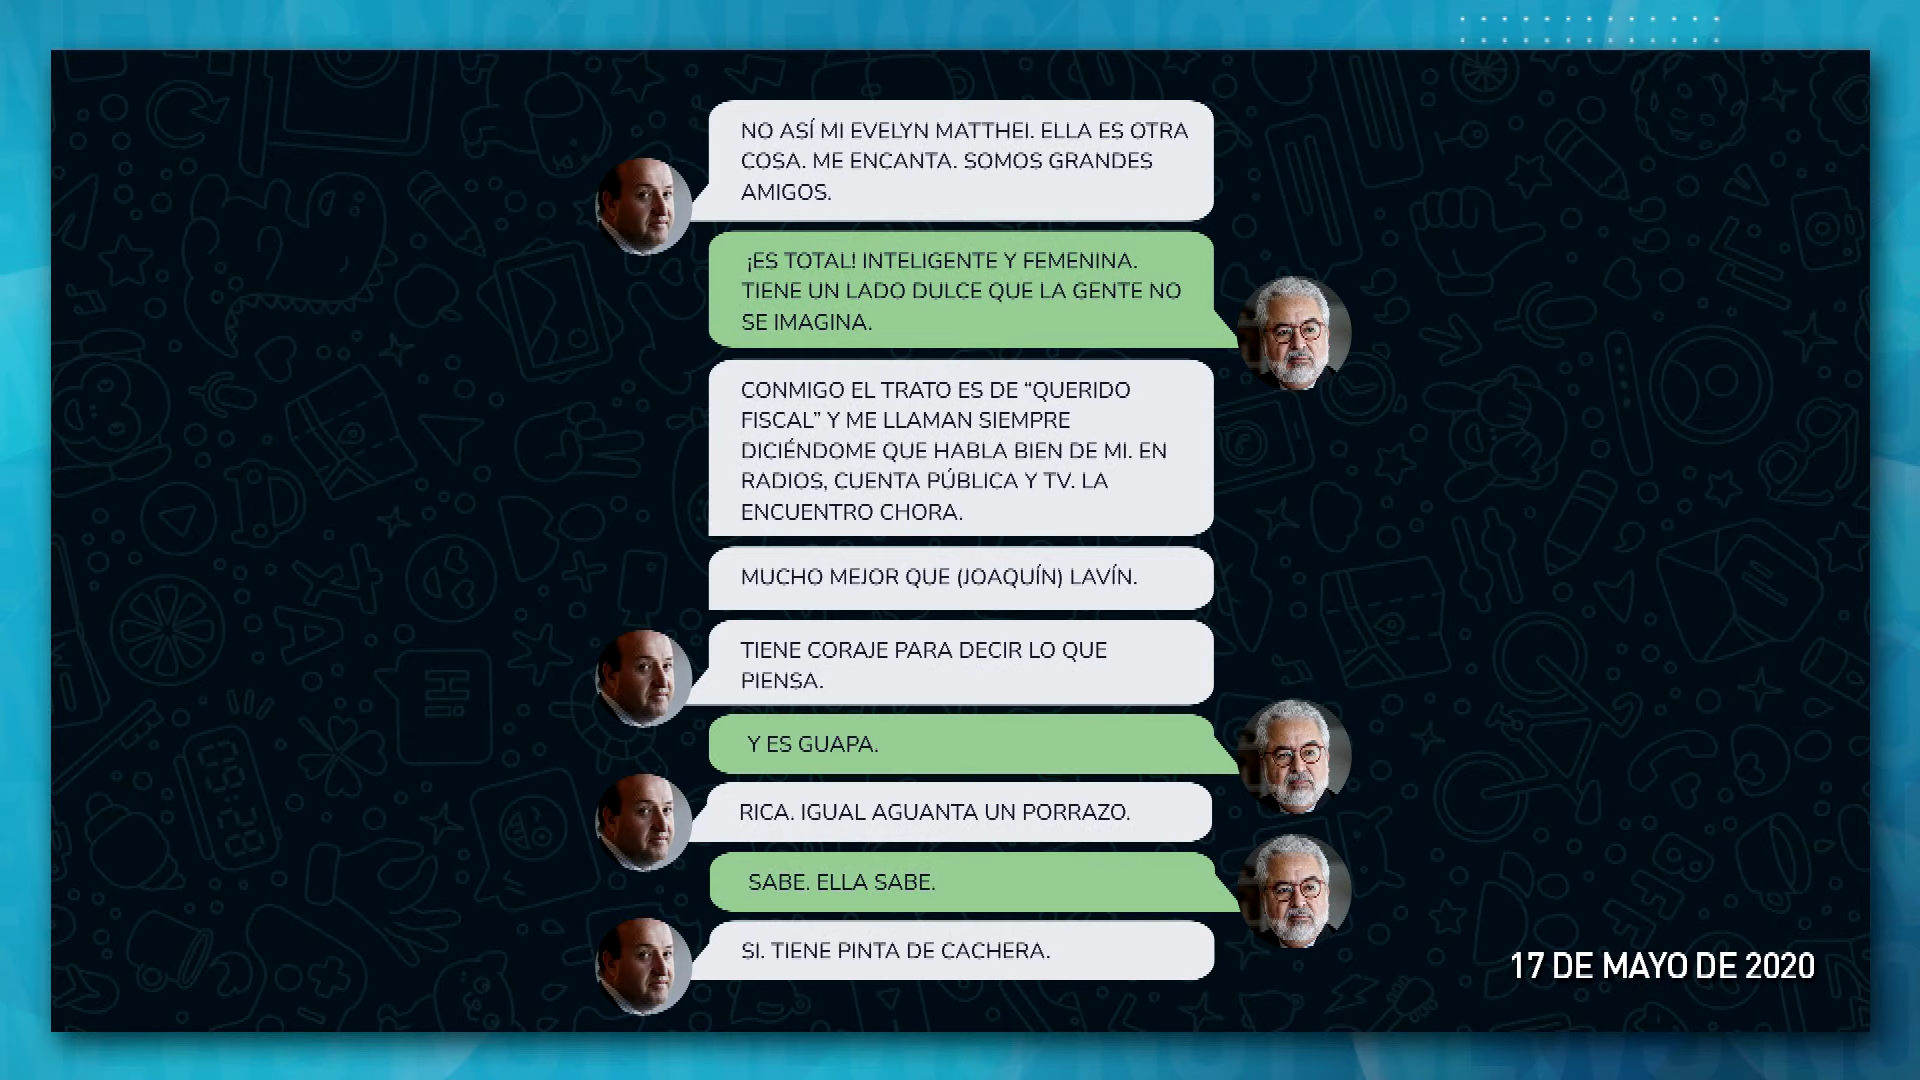 NO ASÍ MI EVELYN MATTHEI. ELLA ES OTRA
COSA. ME ENCANTA. SOMOS GRANDES
AMIGOS.
¡ES TOTAL! INTELIGENTE Y FEMENINA.
TIENE UN LADO DULCE QUE LA GENTE NO
SE IMAGINA.
CONMIGO EL TRATO ES DE “QUERIDO
FISCAL” Y ME LLAMAN SIEMPRE
DICIÉNDOME QUE HABLA BIEN DE MI. EN
RADIOS, CUENTA PÚBLICA Y TV. LA
ENCUENTRO CHORA.
MUCHO MEJOR QUE (JOAQUÍN) LAVÍN.
TIENE CORAJE PARA DECIR LO QUE
PIENSA.
Y ES GUAPA.
RICA. IGUAL AGUANTA UN PORRAZO.
SABE. ELLA SABE.
SI. TIENE PINTA DE CACHERA.
17 DE MAYO DE 2020